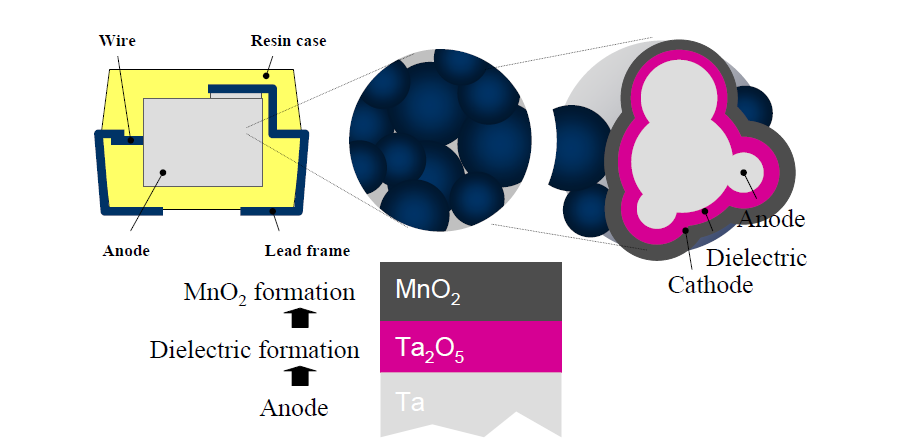 Wire
Resin case
Anode
Lead frame
Anode
Dielectric
Cathode
MnO₂ formation
MnO₂
Dielectric formation
Ta₂O₅
Anode
Ta